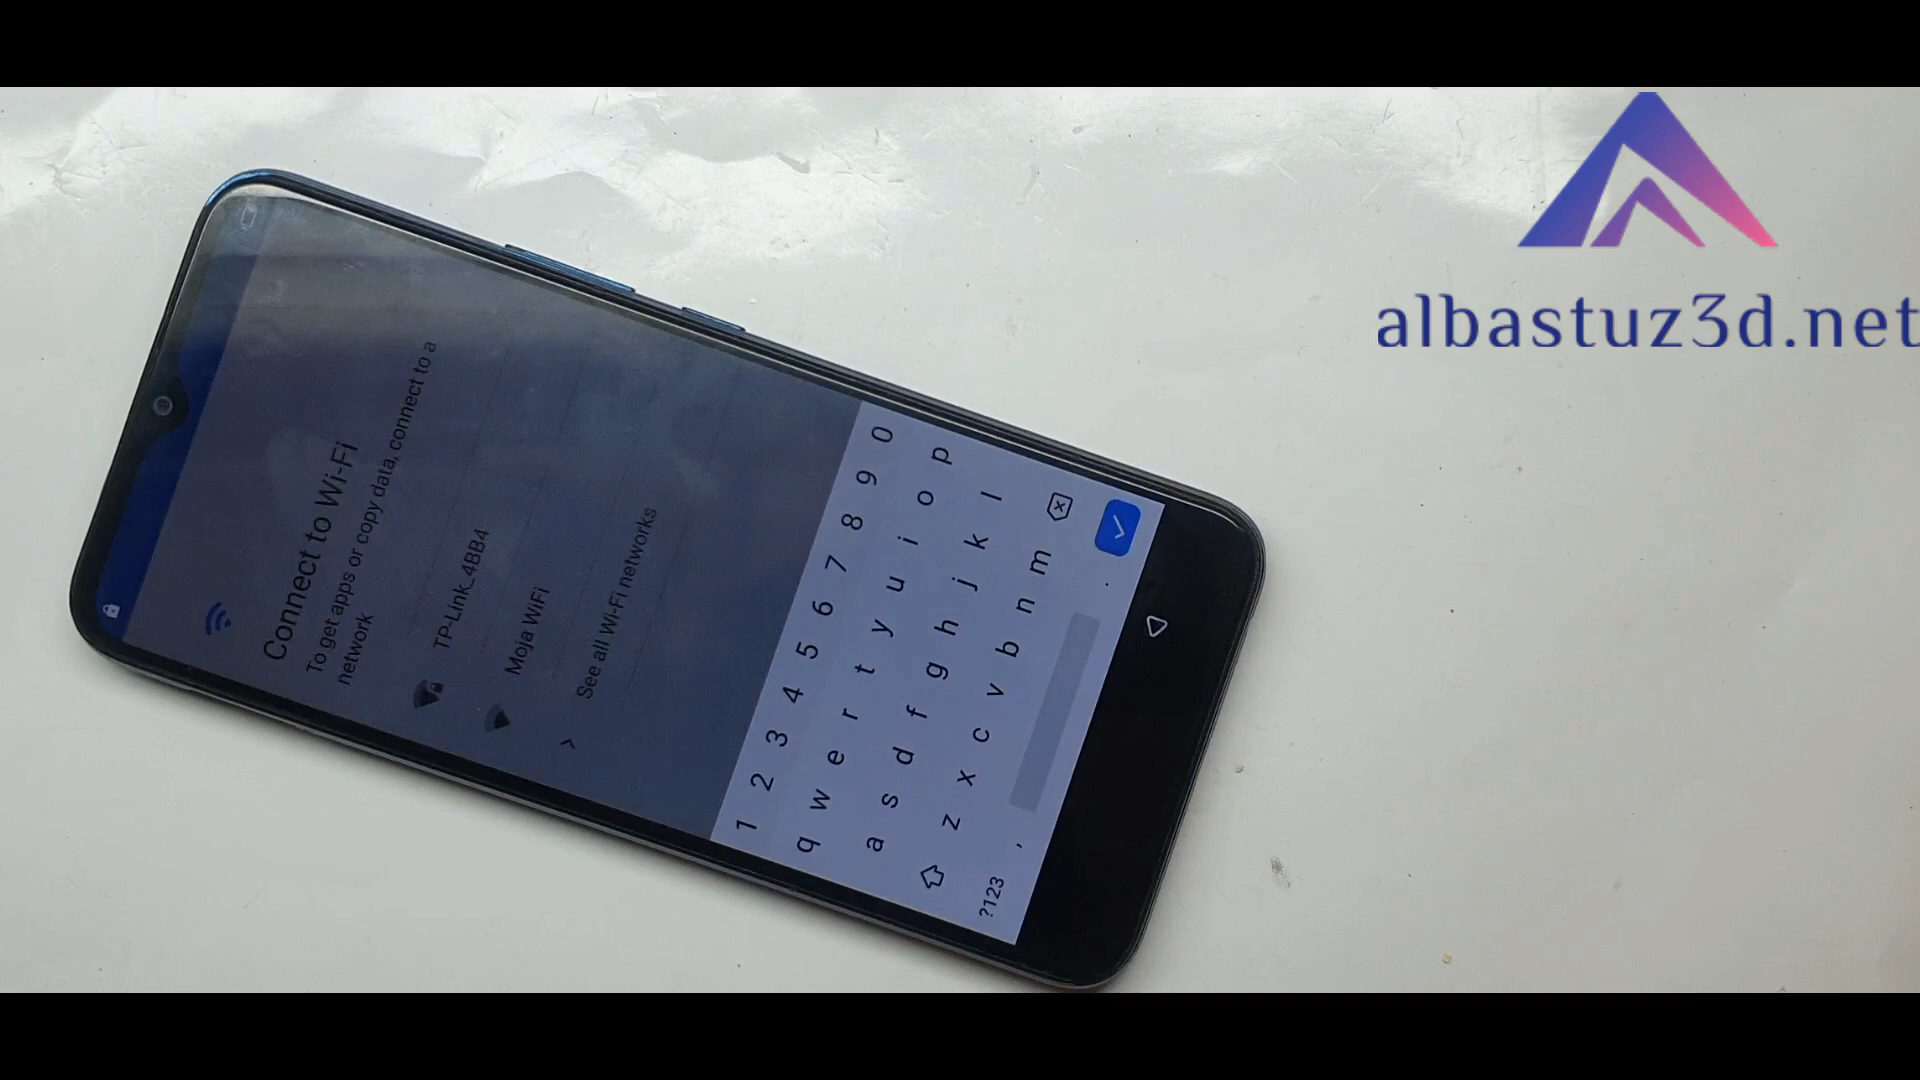 albastuz3d.net
Connect to Wi-Fi
To get apps or copy data, connect to a
network
TP-Link_4BB4
Moja WiFi
See all Wi-Fi networks
1 2 3 4 5 6 7 8 9 0
q w e r t y u i o p
a s d f g h j k l
z x c v b n m
?123 , .